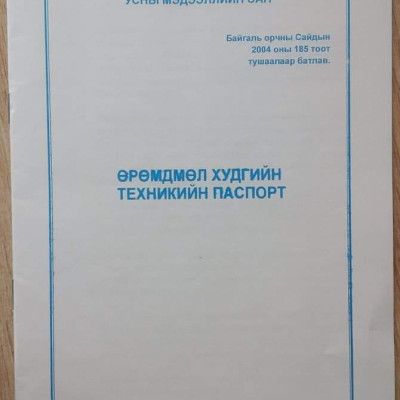 УСНЫ МЭДЭЭЛЛИЙН САН
Байгаль орчны Сайдын
2004 оны 185 тоот
тушаалаар батлав.
ӨРӨМДМӨЛ ХУДГИЙН
ТЕХНИКИЙН ПАСПОРТ